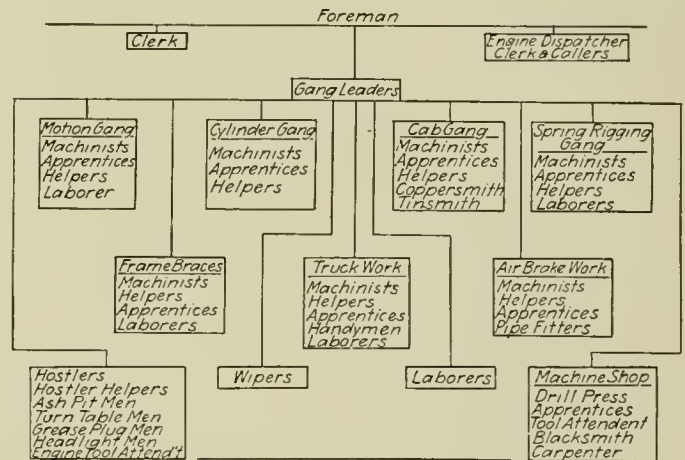 Foreman
Clerk
Engine Dispatcher
Clerk & Callers
Gang Leaders
Motion Gang
Machinists
Apprentices
Helpers
Laborer
Cylinder Gang
Machinists
Apprentices
Helpers
Cab Gang
Machinists
Apprentices
Helpers
Coppersmith
Tinsmith
Spring Rigging
Gang
Machinists
Apprentices
Helpers
Laborers
Frame Braces
Machinists
Helpers
Apprentices
Laborers
Truck Work
Machinists
Helpers
Apprentices
Handymen
Laborers
Air Brake Work
Machinists
Helpers
Apprentices
Pipe Fitters
Hostlers
Hostler Helpers
Ash Pit Men
Turn Table Men
Grease Plug Men
Headlight Men
Engine Tool Attend't
Wipers
Laborers
Machine Shop
Drill Press
Apprentices
Tool Attendent
Blacksmith
Carpenter